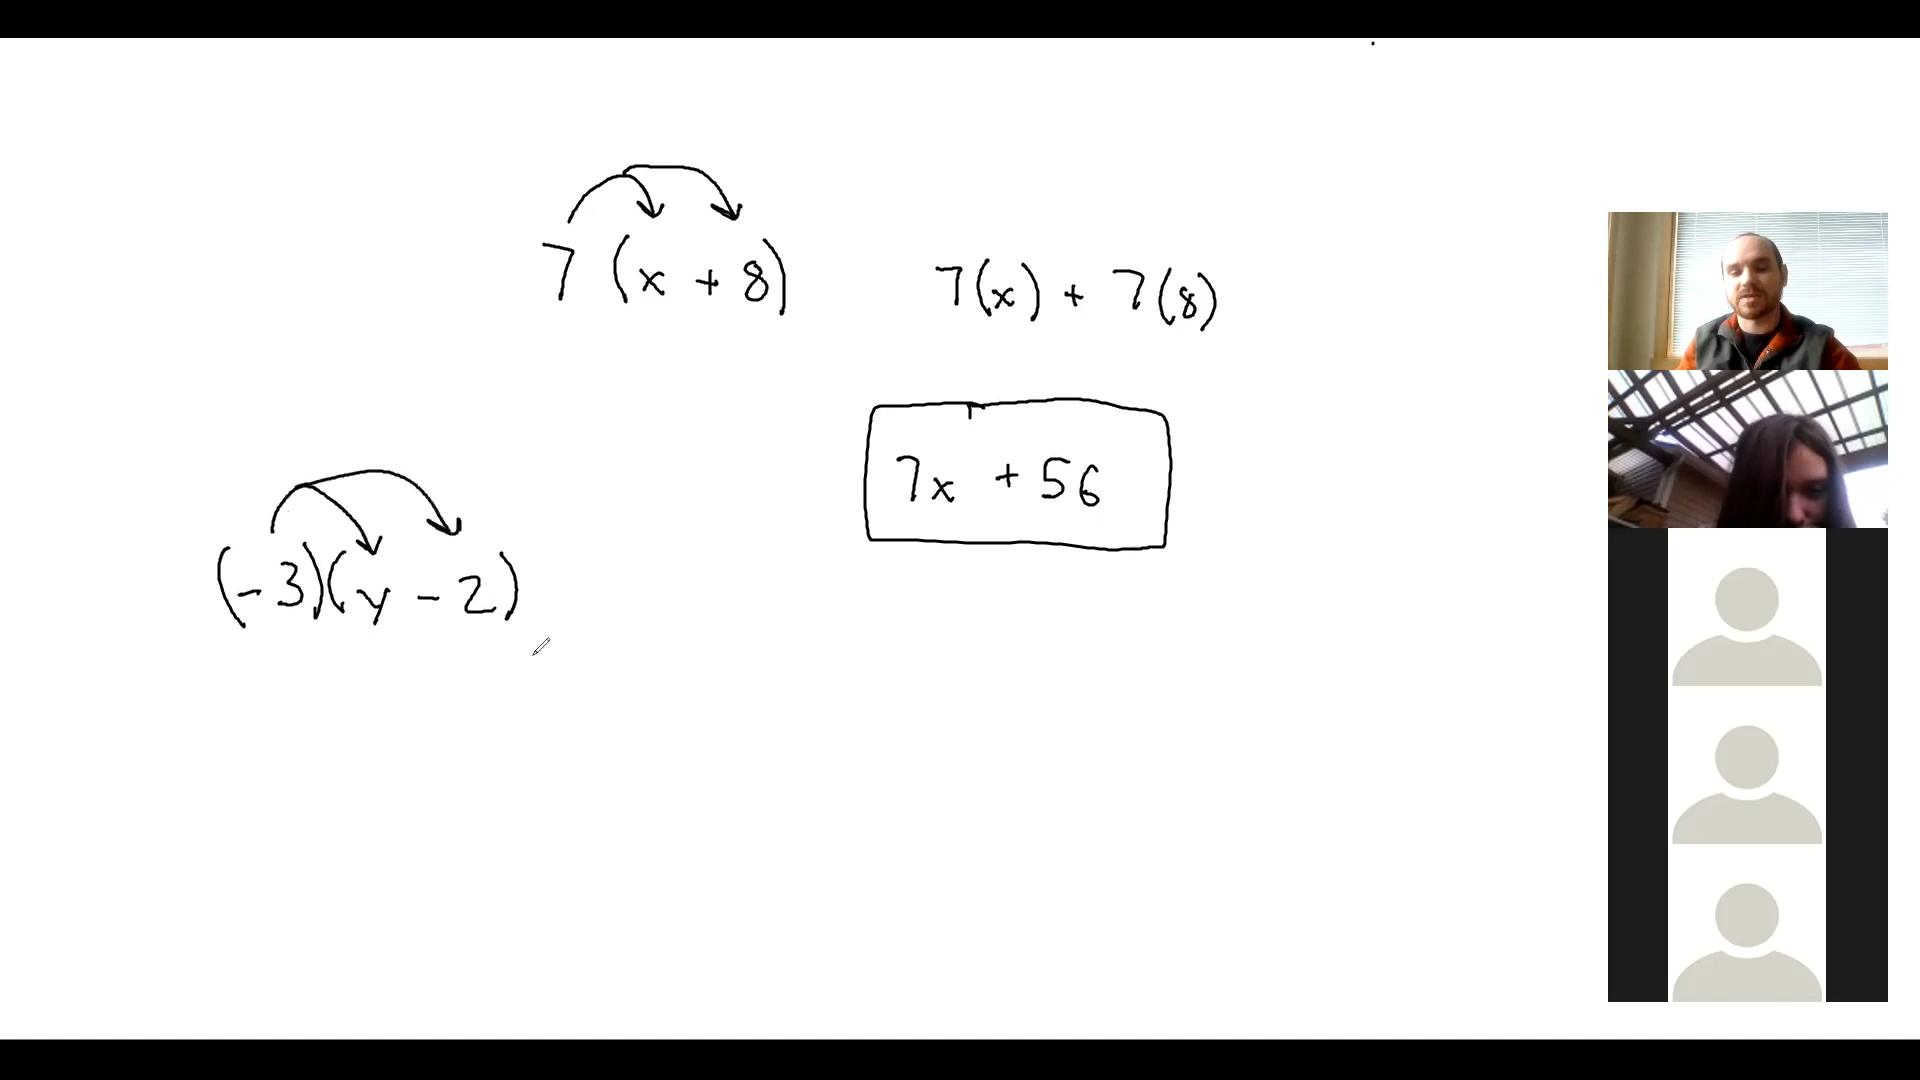 7 (x + 8)
7(x) + 7(8)
7x + 56
(-3)(y - 2)